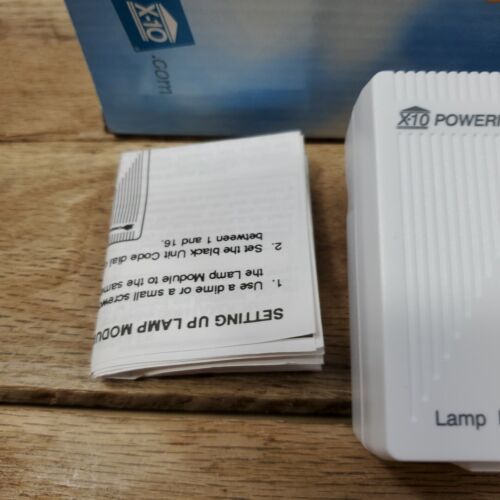 X-10
.com
X-10 POWER
Lamp
SETTING UP LAMP MODU
1. Use a dime or a small screw
the Lamp Module to the same
2. Set the black Unit Code dial
between 1 and 16.